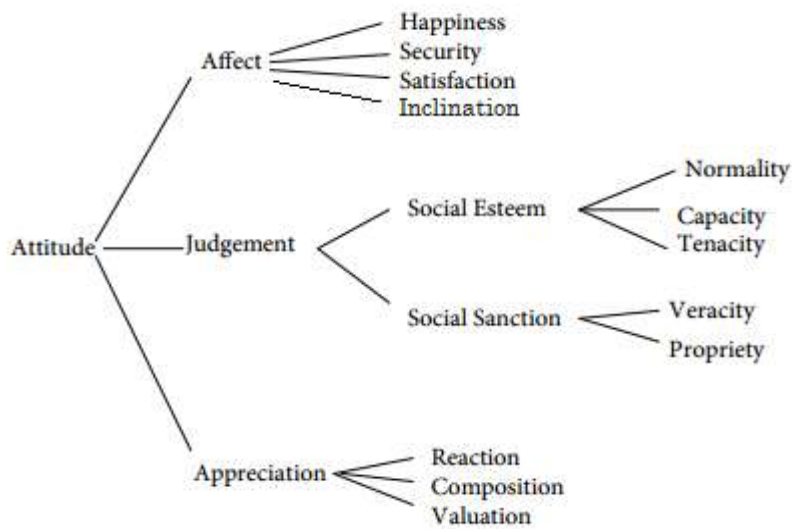 Happiness
Affect
Security
Satisfaction
Inclination
Normality
Social Esteem
Capacity
Attitude
Judgement
Tenacity
Social Sanction
Veracity
Propriety
Reaction
Appreciation
Composition
Valuation